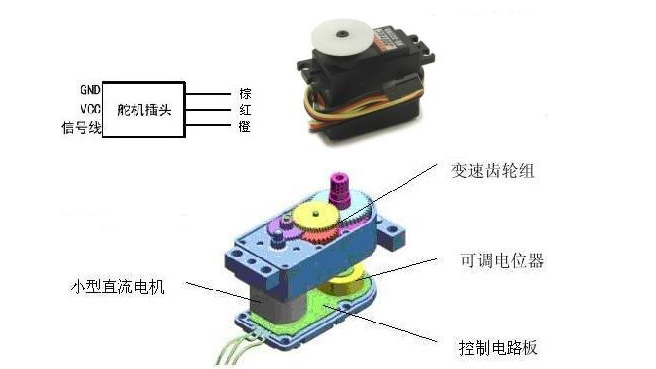 GND
VCC
信号线
舵机插头
棕
红
橙
变速齿轮组
可调电位器
小型直流电机
控制电路板